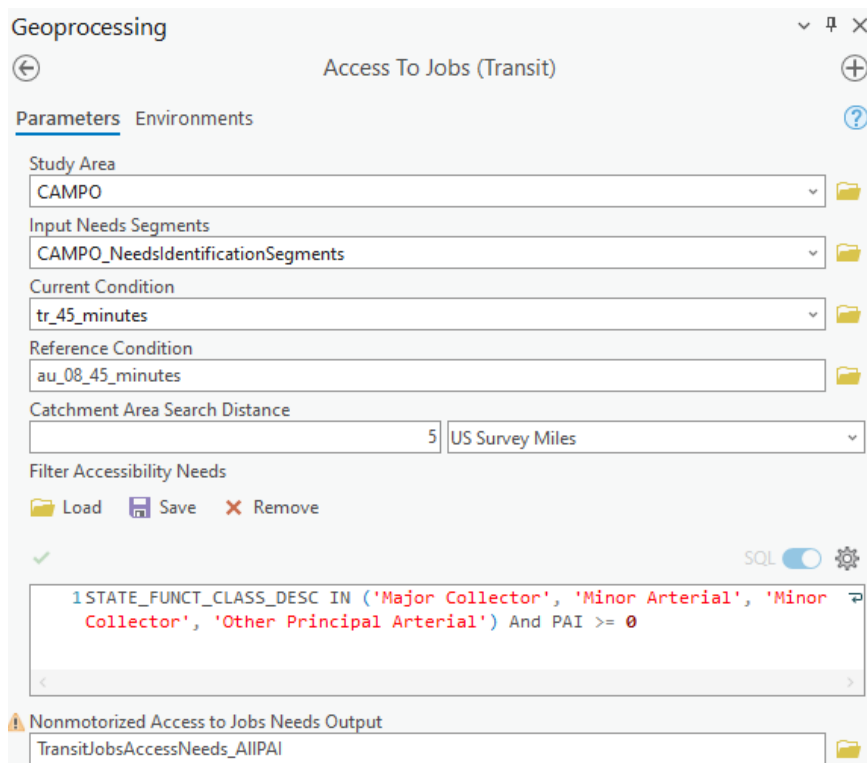 Geoprocessing
Access To Jobs (Transit)
Parameters Environments
Study Area
CAMPO
Input Needs Segments
CAMPO_NeedsIdentificationSegments
Current Condition
tr_45_minutes
Reference Condition
au_08_45_minutes
Catchment Area Search Distance
5 US Survey Miles
Filter Accessibility Needs
Load Save Remove
SQL
1 STATE_FUNCT_CLASS_DESC IN ('Major Collector', 'Minor Arterial', 'Minor
Collector', 'Other Principal Arterial') And PAI >= 0
Nonmotorized Access to Jobs Needs Output
TransitJobsAccessNeeds_AllPAI